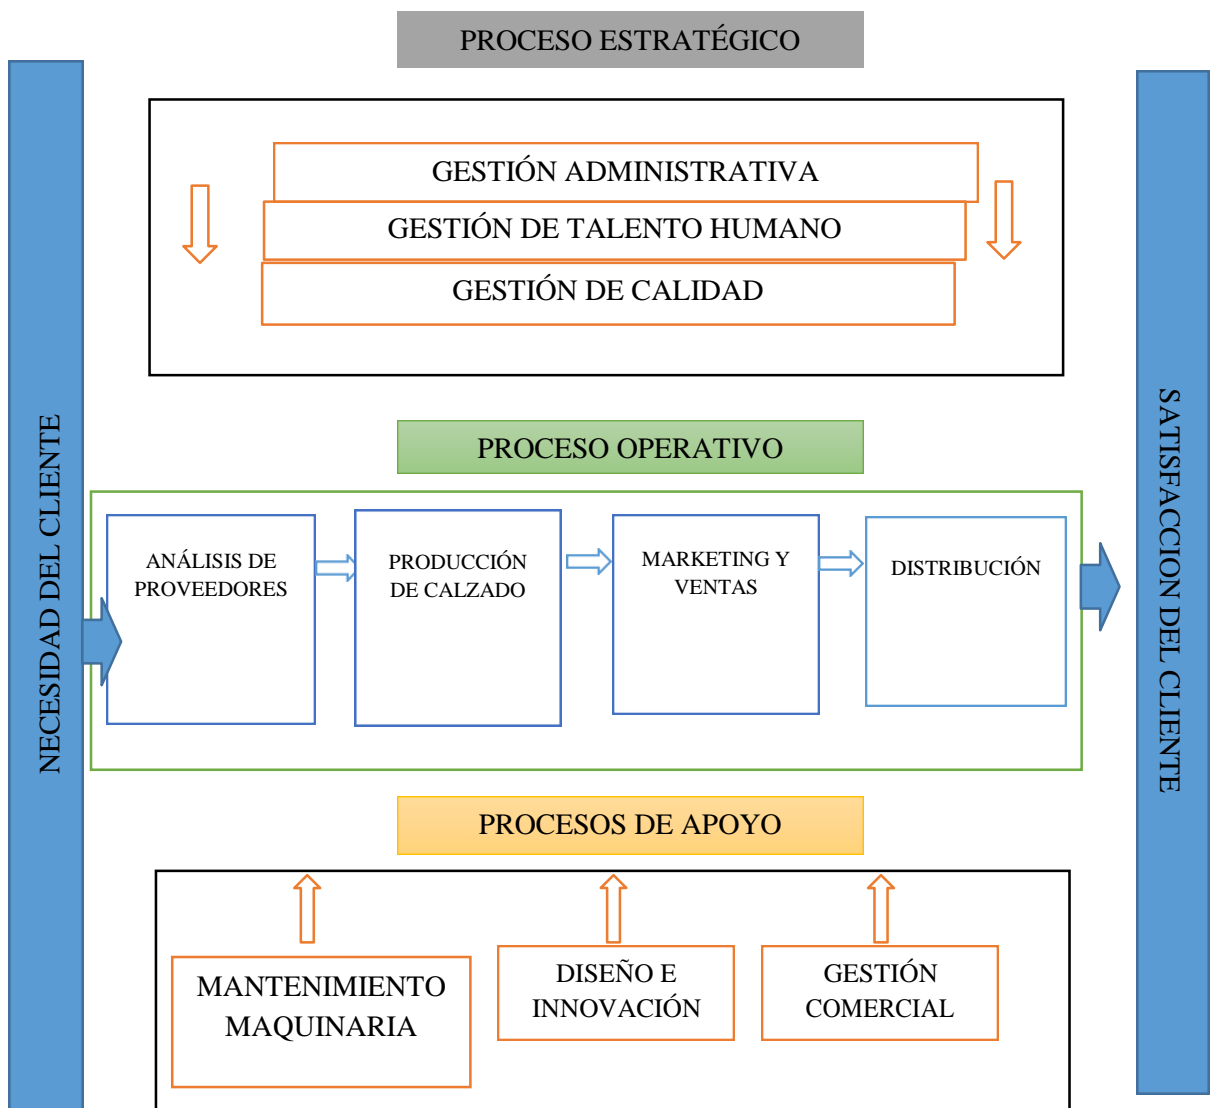 PROCESO ESTRATÉGICO
GESTIÓN ADMINISTRATIVA
GESTIÓN DE TALENTO HUMANO
GESTIÓN DE CALIDAD
NECESIDAD DEL CLIENTE
PROCESO OPERATIVO
ANÁLISIS DE
PROVEEDORES
PRODUCCIÓN
DE CALZADO
MARKETING Y
VENTAS
DISTRIBUCIÓN
SATISFACCION DEL CLIENTE
PROCESOS DE APOYO
MANTENIMIENTO
MAQUINARIA
DISEÑO E
INNOVACIÓN
GESTIÓN
COMERCIAL